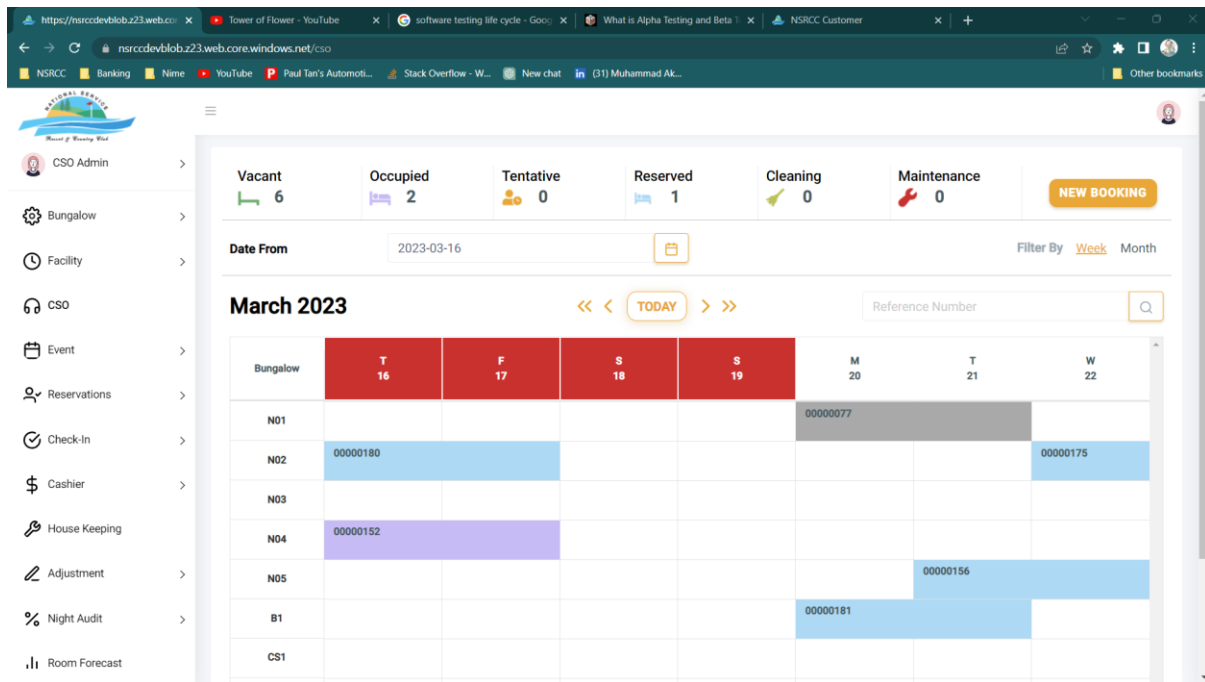 https://nsrccdevblob.z23.web.co
Tower of Flower - YouTube
software testing life cycle - Goog
What is Alpha Testing and Beta T
NSRCC Customer
nsrccdevblob.z23.web.core.windows.net/cso
NSRCC
Banking
Nime
YouTube
Paul Tan's Automoti...
Stack Overflow - W...
New chat
(31) Muhammad Ak...
Other bookmarks
NATIONAL SERVICE
Resort & Country Club
CSO Admin
Bungalow
Facility
CSO
Event
Reservations
Check-In
Cashier
House Keeping
Adjustment
Night Audit
Room Forecast
Vacant
6
Occupied
2
Tentative
0
Reserved
1
Cleaning
0
Maintenance
0
NEW BOOKING
Date From
2023-03-16
Filter By Week Month
March 2023
TODAY
Reference Number
Bungalow
T
16
F
17
S
18
S
19
M
20
T
21
W
22
N01
00000077
N02
00000180
00000175
N03
N04
00000152
N05
00000156
B1
00000181
CS1